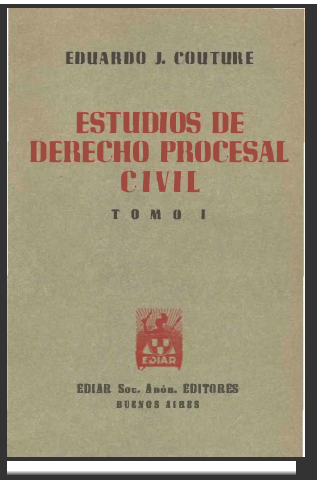 EDUARDO J. COUTURE
ESTUDIOS DE
DERECHO PROCESAL
CIVIL
TOMO I
EDIAR
EDIAR Soc. Anón. EDITORES
BUENOS AIRES